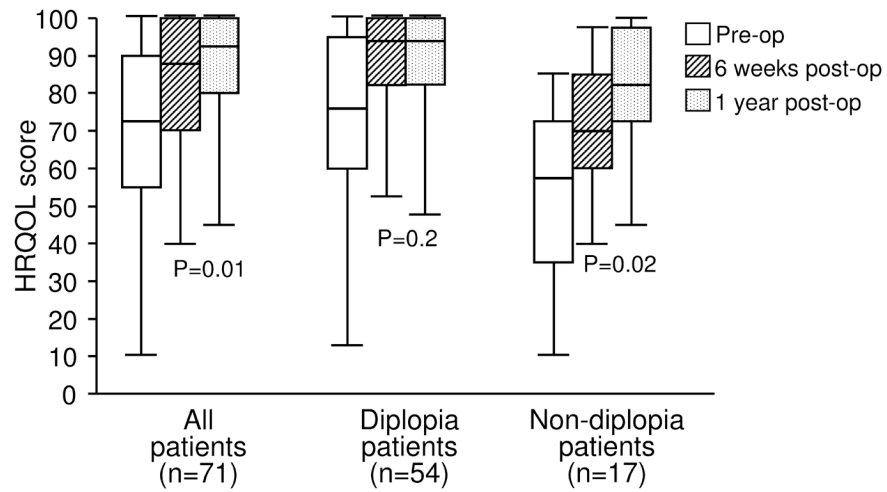 HRQOL score
100
90
80
70
60
50
40
30
20
10
0
Pre-op
6 weeks post-op
1 year post-op
P=0.01
P=0.2
P=0.02
All
patients
(n=71)
Diplopia
patients
(n=54)
Non-diplopia
patients
(n=17)